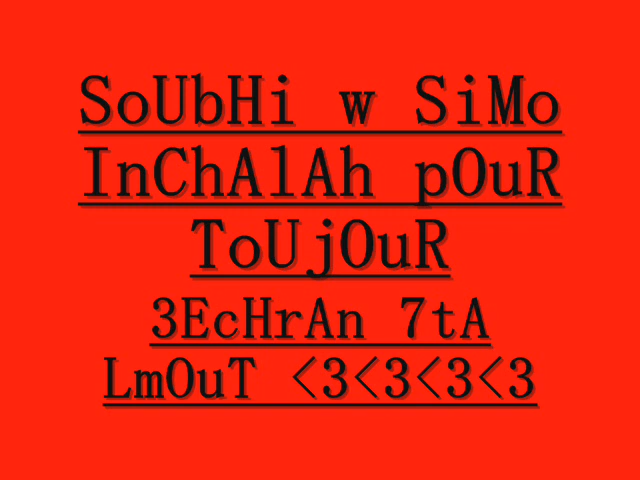 SoUbHi w SiMo
InChAlAh pOuR
ToUjOuR
3EcHrAn 7tA
LmOuT <3<3<3<3